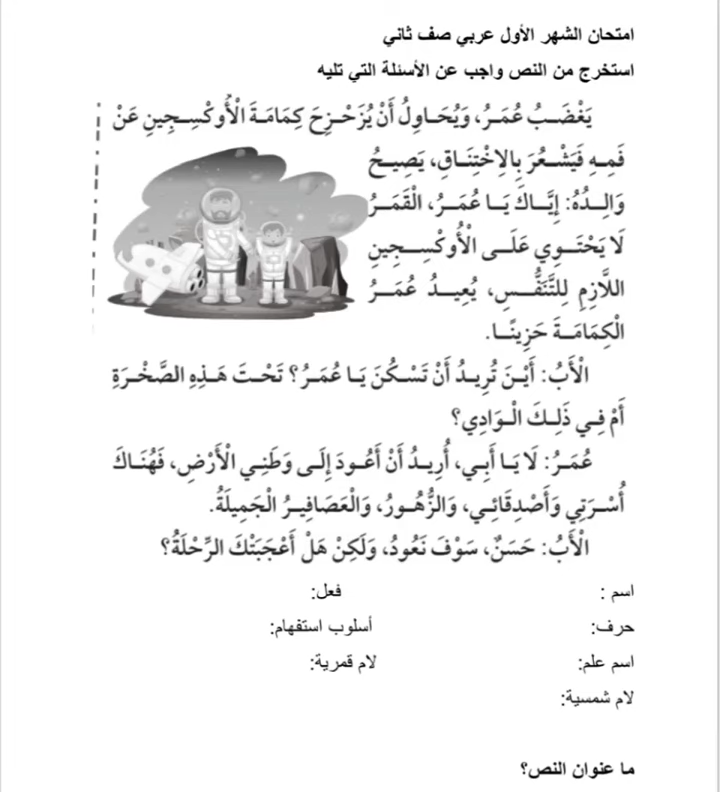 امتحان الشهر الأول عربي صف ثاني
استخرج من النص واجب عن الأسئلة التي تليه
يَغْضَبُ عُمَرُ، وَيُحَاوِلُ أَنْ يُزَحْزِحَ كِمَامَةَ الْأُوكْسِجِينِ عَنْ
فَمِهِ فَيَشْعُرَ بِالِاخْتِنَاقِ، يَصِيحُ
وَالِدُهُ: إِيَّاكَ يَا عُمَرُ، الْقَمَرُ
لَا يَحْتَوِي عَلَى الْأُوكْسِجِينِ
اللَّازِمِ لِلتَّنَفُّسِ، يُعِيدُ عُمَرُ
الْكِمَامَةَ حَزِينًا.
الْأَبُ: أَيْنَ تُرِيدُ أَنْ تَسْكُنَ يَا عُمَرُ؟ تَحْتَ هَذِهِ الصَّخْرَةِ
أَمْ فِي ذَلِكَ الْوَادِي؟
عُمَرُ: لَا يَا أَبِي، أُرِيدُ أَنْ أَعُودَ إِلَى وَطَنِي الْأَرْضِ، فَهُنَاكَ
أُسْرَتِي وَأَصْدِقَائِي، وَالزُّهُورُ، وَالْعَصَافِيرُ الْجَمِيلَةُ.
الْأَبُ: حَسَنٌ، سَوْفَ نَعُودُ، وَلَكِنْ هَلْ أَعْجَبَتْكَ الرِّحْلَةُ؟
اسم : فعل:
حرف: أسلوب استفهام:
اسم علم: لام قمرية:
لام شمسية:
ما عنوان النص؟